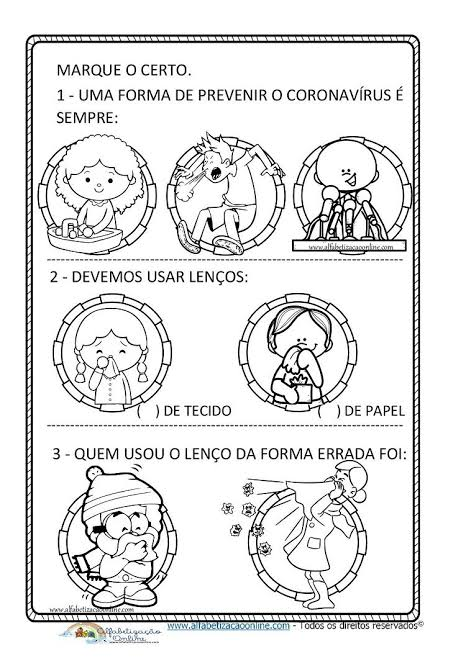 MARQUE O CERTO.
1 - UMA FORMA DE PREVENIR O CORONAVÍRUS É
SEMPRE:
www.alfabetizacaoonline.com
2 - DEVEMOS USAR LENÇOS:
( ) DE TECIDO ( ) DE PAPEL
3 - QUEM USOU O LENÇO DA FORMA ERRADA FOI:
www.alfabetizacaoonline.com
Alfabetização
Online
www.alfabetizacaoonline.com - Todos os direitos reservados©